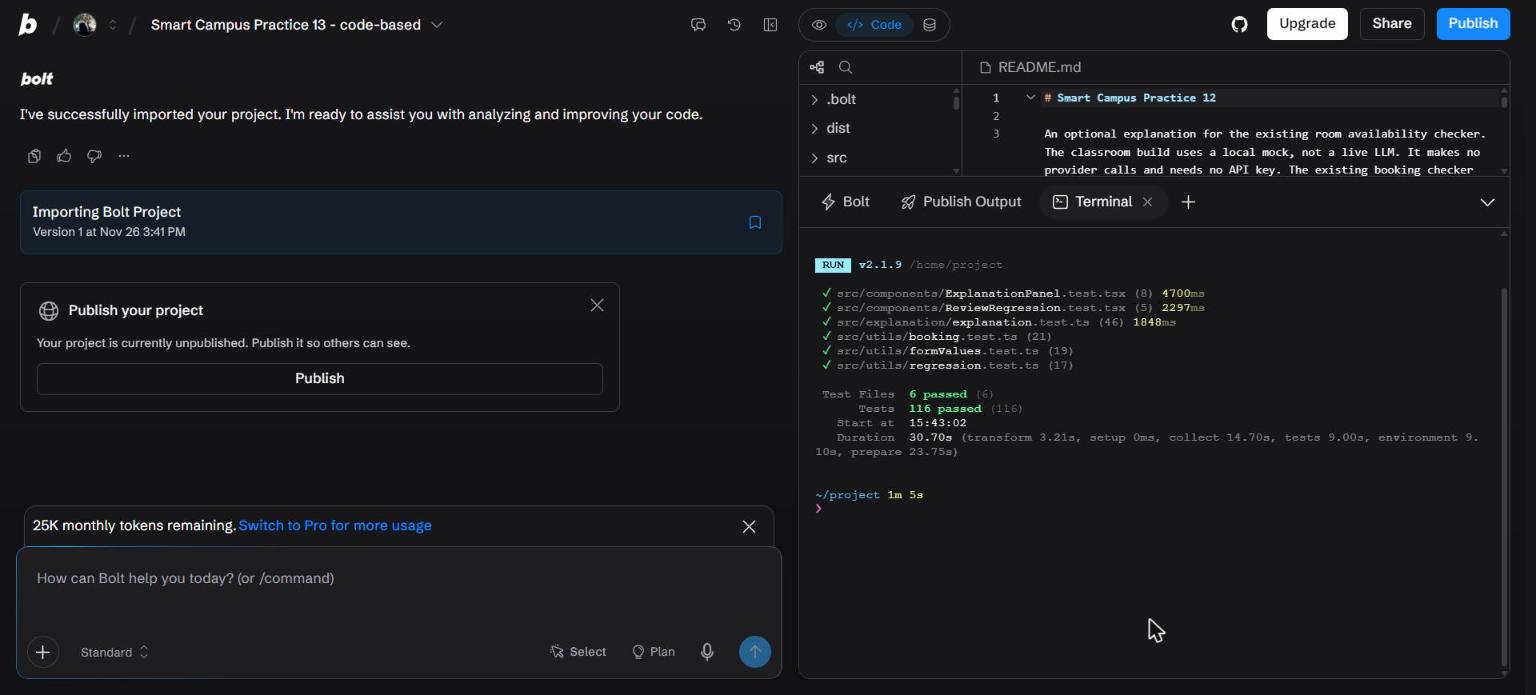 b / / Smart Campus Practice 13 - code-based
Code
Upgrade
Share
Publish
bolt
I've successfully imported your project. I'm ready to assist you with analyzing and improving your code.
Importing Bolt Project
Version 1 at Nov 26 3:41 PM
Publish your project
Your project is currently unpublished. Publish it so others can see.
Publish
25K monthly tokens remaining. Switch to Pro for more usage
How can Bolt help you today? (or /command)
Standard
Select
Plan
.bolt
dist
src
README.md
1 # Smart Campus Practice 12
2
3 An optional explanation for the existing room availability checker.
The classroom build uses a local mock, not a live LLM. It makes no
provider calls and needs no API key. The existing booking checker
Bolt
Publish Output
Terminal
RUN v2.1.9 /home/project
✓ src/components/ExplanationPanel.test.tsx (8) 4700ms
✓ src/components/ReviewRegression.test.tsx (5) 2297ms
✓ src/explanation/explanation.test.ts (46) 1848ms
✓ src/utils/booking.test.ts (21)
✓ src/utils/formValues.test.ts (19)
✓ src/utils/regression.test.ts (17)
Test Files 6 passed (6)
Tests 116 passed (116)
Start at 15:43:02
Duration 30.70s (transform 3.21s, setup 0ms, collect 14.70s, tests 9.00s, environment 9.
10s, prepare 23.75s)
~/project 1m 5s
❯